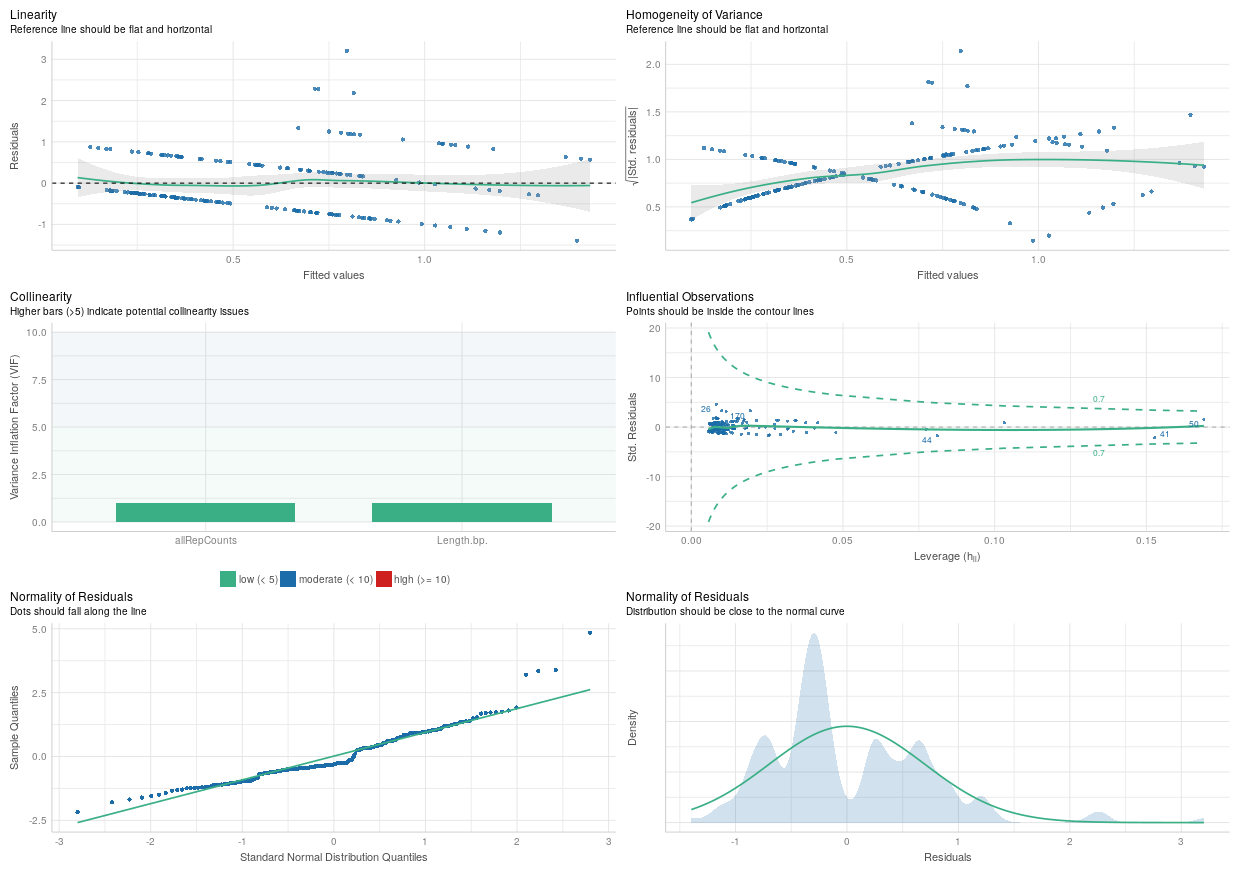 Linearity
Reference line should be flat and horizontal
3
2
1
0
-1
Residuals
0.5
1.0
Fitted values
Homogeneity of Variance
Reference line should be flat and horizontal
2.0
1.5
1.0
0.5
√|Std. residuals|
0.5
1.0
Fitted values
Collinearity
Higher bars (>5) indicate potential collinearity issues
10.0
7.5
5.0
2.5
0.0
Variance Inflation Factor (VIF)
allRepCounts
Length.bp.
low (< 5)
moderate (< 10)
high (>= 10)
Influential Observations
Points should be inside the contour lines
20
10
0
-10
-20
Std. Residuals
0.7
26
170
50
41
44
0.7
0.00
0.05
0.10
0.15
Leverage (hii)
Normality of Residuals
Dots should fall along the line
5.0
2.5
0.0
-2.5
Sample Quantiles
-3
-2
-1
0
1
2
3
Standard Normal Distribution Quantiles
Normality of Residuals
Distribution should be close to the normal curve
Density
-1
0
1
2
3
Residuals